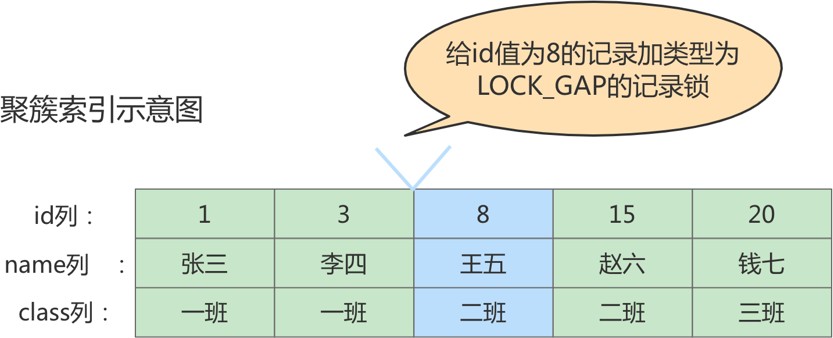 给id值为8的记录加类型为
LOCK_GAP的记录锁
聚簇索引示意图
id列： 1 3 8 15 20
name列 ： 张三 李四 王五 赵六 钱七
class列： 一班 一班 二班 二班 三班